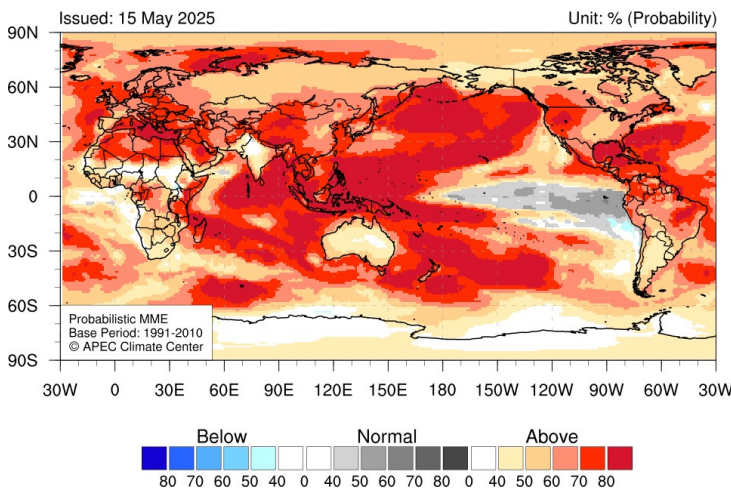 Issued: 15 May 2025 Unit: % (Probability)
90N
60N
30N
0
30S
60S
90S
Probabilistic MME
Base Period: 1991-2010
© APEC Climate Center
30W 0 30E 60E 90E 120E 150E 180 150W 120W 90W 60W 30W
Below Normal Above
80 70 60 50 40 0 40 50 60 70 80 0 40 50 60 70 80